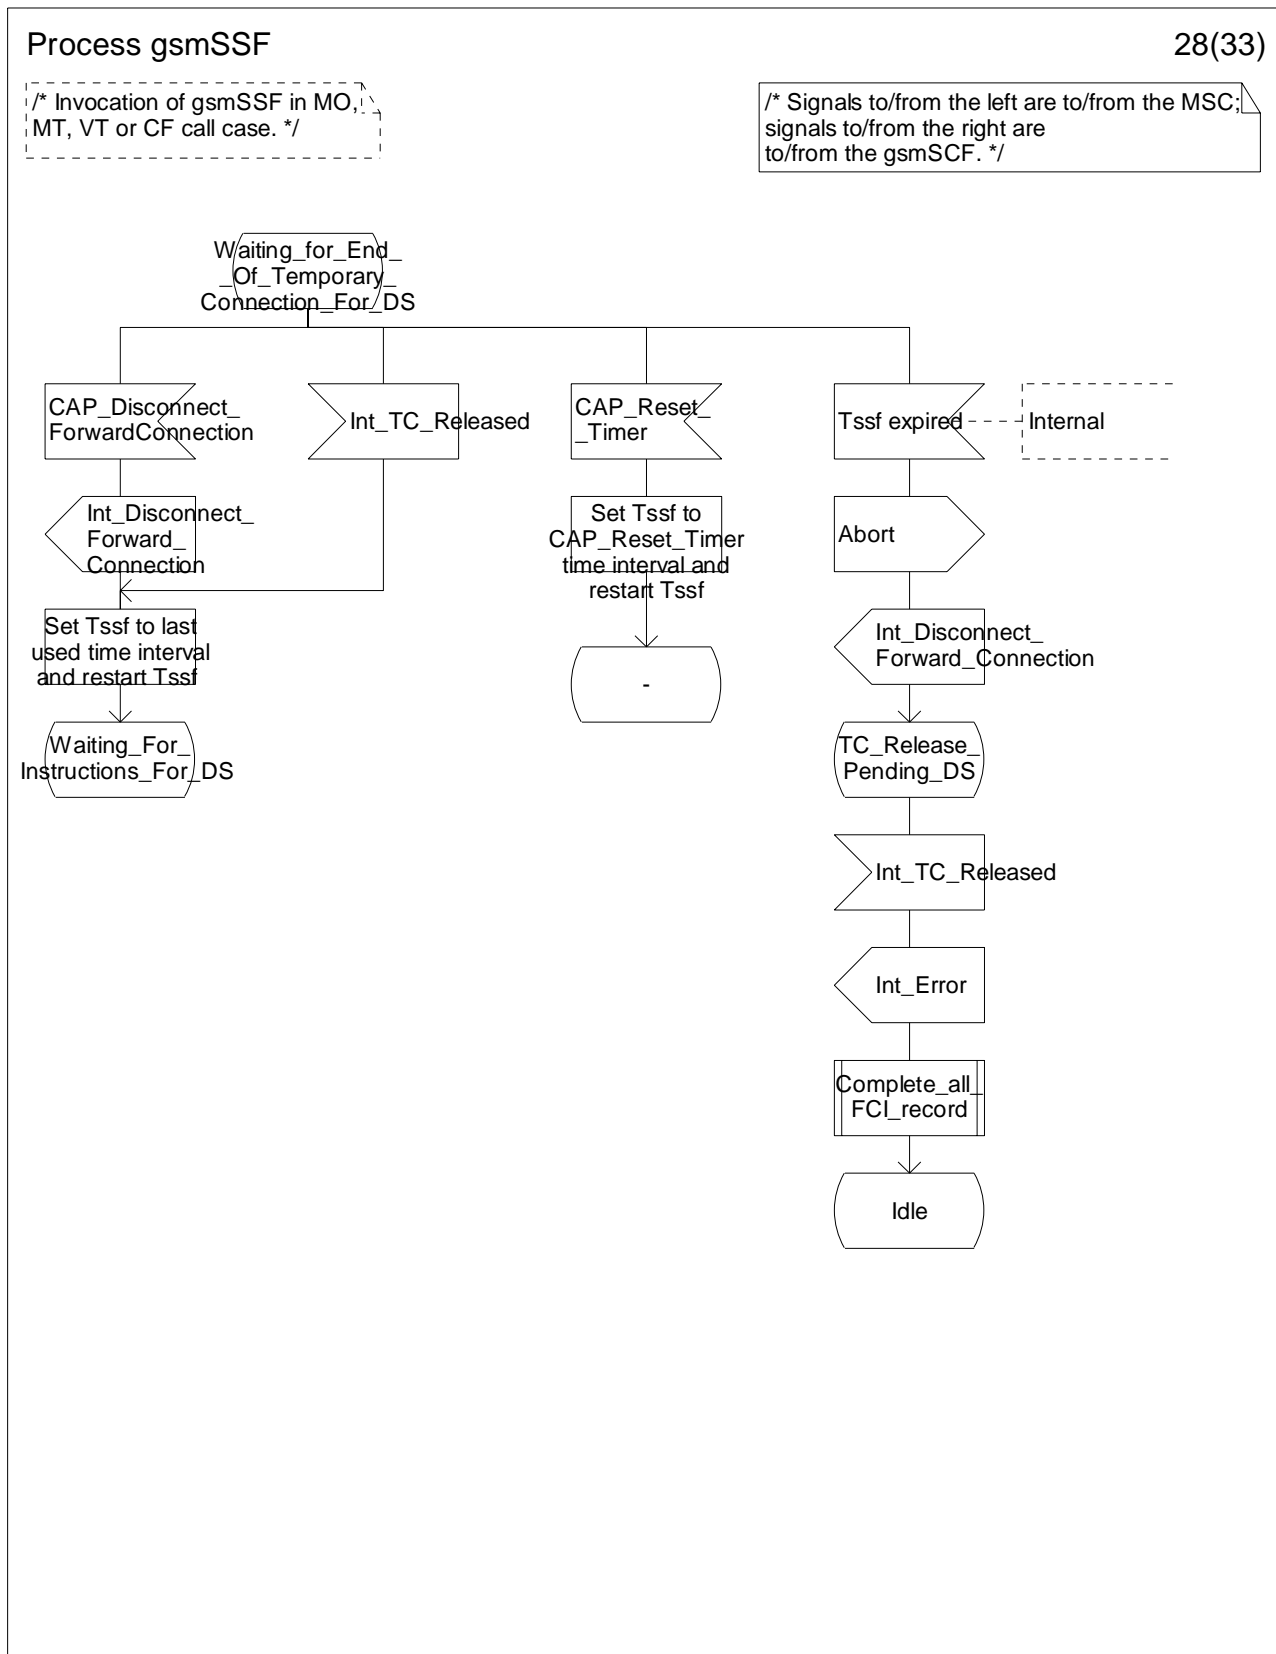 Process gsmSSF
28(33)
/* Invocation of gsmSSF in MO,
MT, VT or CF call case. */
/* Signals to/from the left are to/from the MSC;
signals to/from the right are
to/from the gsmSCF. */
Waiting_for_End_
_Of_Temporary_
Connection_For_DS
CAP_Disconnect_
ForwardConnection
Int_TC_Released
CAP_Reset_
_Timer
Tssf expired
Internal
Int_Disconnect_
Forward_
Connection
Set Tssf to
CAP_Reset_Timer
time interval and
restart Tssf
Abort
Set Tssf to last
used time interval
and restart Tssf
-
Int_Disconnect_
Forward_Connection
Waiting_For_
Instructions_For_DS
TC_Release_
Pending_DS
Int_TC_Released
Int_Error
Complete_all_
FCI_record
Idle